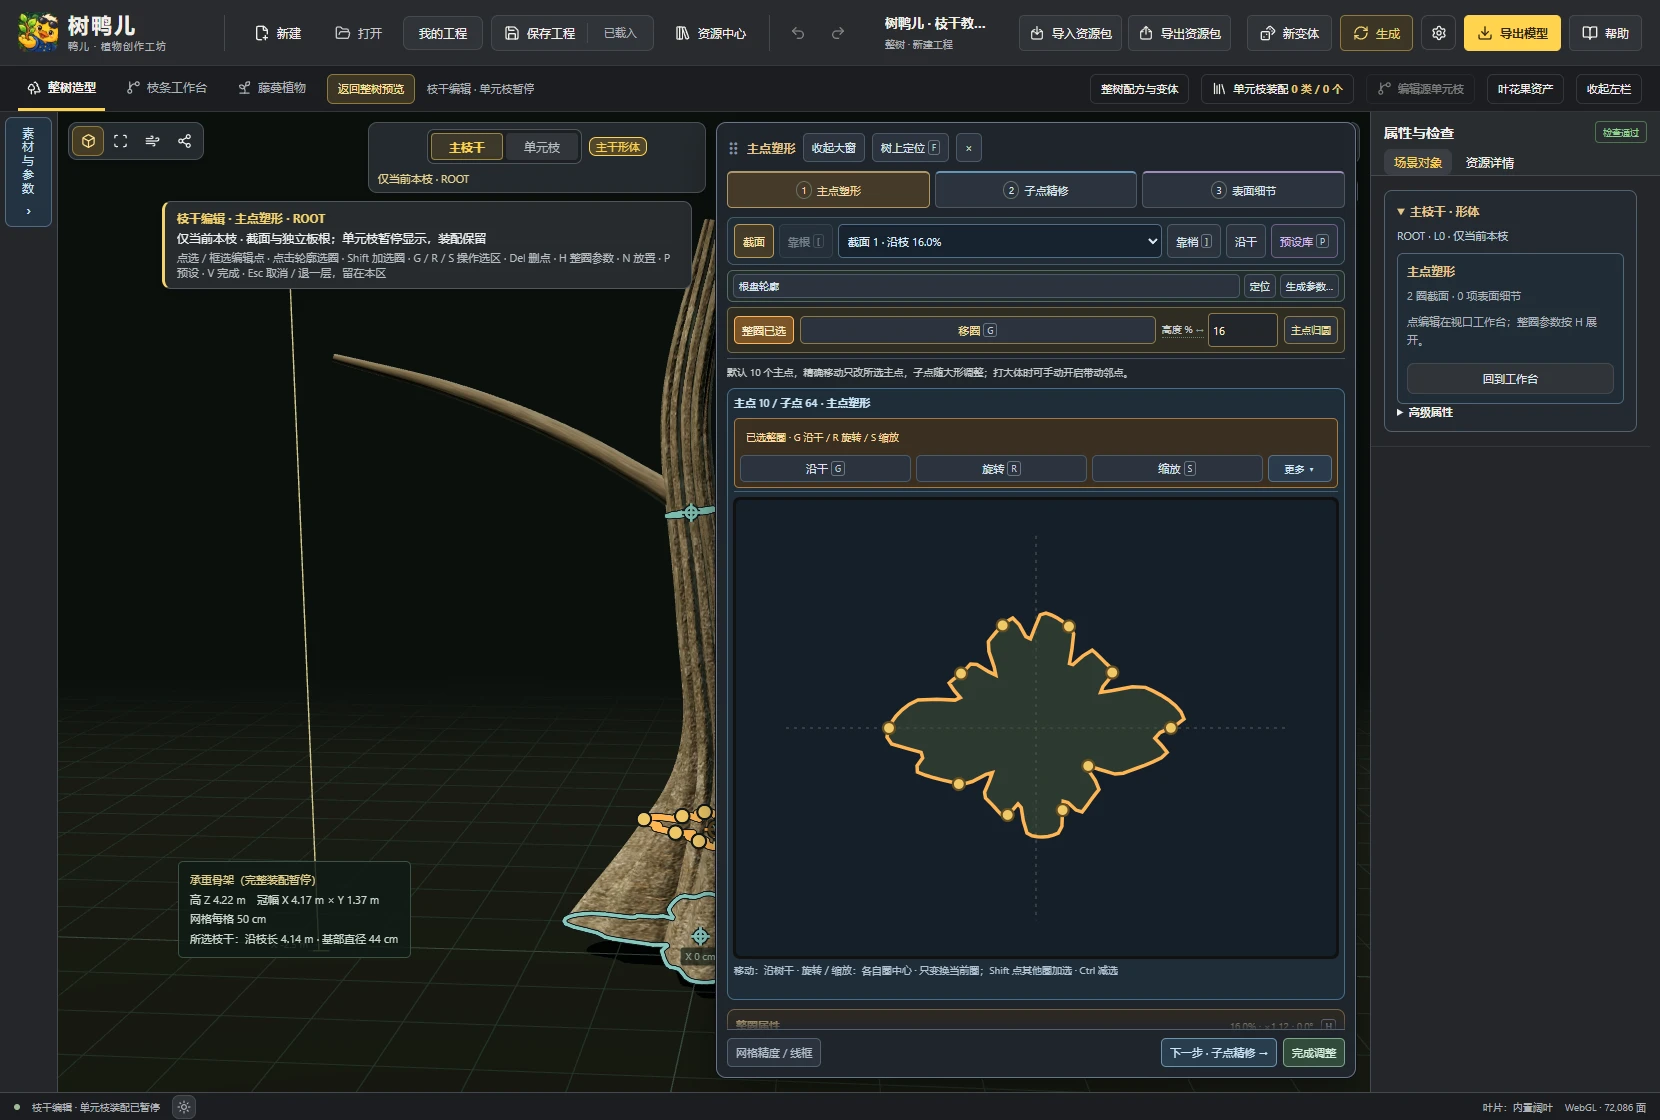 树鸭儿
鸭儿 · 植物创作工坊
新建
打开
我的工程
保存工程
已载入
资源中心
树鸭儿 · 枝干教...
整树 · 新建工程
导入资源包
导出资源包
新变体
生成
导出模型
帮助
整树造型
枝条工作台
藤蔓植物
返回整树预览
枝干编辑 · 单元枝暂停
整树配方与变体
单元枝装配 0 类 / 0 个
编辑源单元枝
叶花果资产
收起左栏
素材与参数 ›
主枝干
单元枝
主干形体
仅当前本枝 · ROOT
枝干编辑 · 主点塑形 · ROOT
仅当前本枝 · 截面与独立板根；单元枝暂停显示，装配保留
点选 / 框选编辑点 · 点击轮廓选圈 · Shift 加选圈 · G / R / S 操作选区 · Del 删点 · H 整圈参数 · N 放置 · P
预设 · V 完成 · Esc 取消 / 退一层，留在本区
承重骨架（完整装配暂停）
高 Z 4.22 m 冠幅 X 4.17 m × Y 1.37 m
网格每格 50 cm
所选枝干：沿枝长 4.14 m · 基部直径 44 cm
X 0 cm
主点塑形
收起大窗
树上定位 F
×
1 主点塑形
2 子点精修
3 表面细节
截面
靠根 [
截面 1 · 沿枝 16.0%
靠梢 ]
沿干
预设库 P
根盘轮廓
定位
生成参数...
整圈已选
移圈 G
高度 % ↔
16
主点归圆
默认 10 个主点，精确移动只改所选主点，子点随大形调整；打大体时可手动开启带动邻点。
主点 10 / 子点 64 · 主点塑形
已选整圈 · G 沿干 / R 旋转 / S 缩放
沿干 G
旋转 R
缩放 S
更多 ▾
移动：沿树干 · 旋转 / 缩放：各自圈中心 · 只变换当前圈；Shift 点其他圈加选 · Ctrl 减选
整圈属性
16.0% · ×1.12 · 0.0° H
网格精度 / 线框
下一步 · 子点精修 →
完成调整
属性与检查
检查通过
场景对象
资源详情
▼ 主枝干 · 形体
ROOT · L0 · 仅当前本枝
主点塑形
2 圈截面 · 0 项表面细节
点编辑在视口工作台；整圈参数按 H 展
开。
回到工作台
▶ 高级属性
枝干编辑 · 单元枝装配已暂停
叶片：内置阔叶
WebGL · 72,086 面